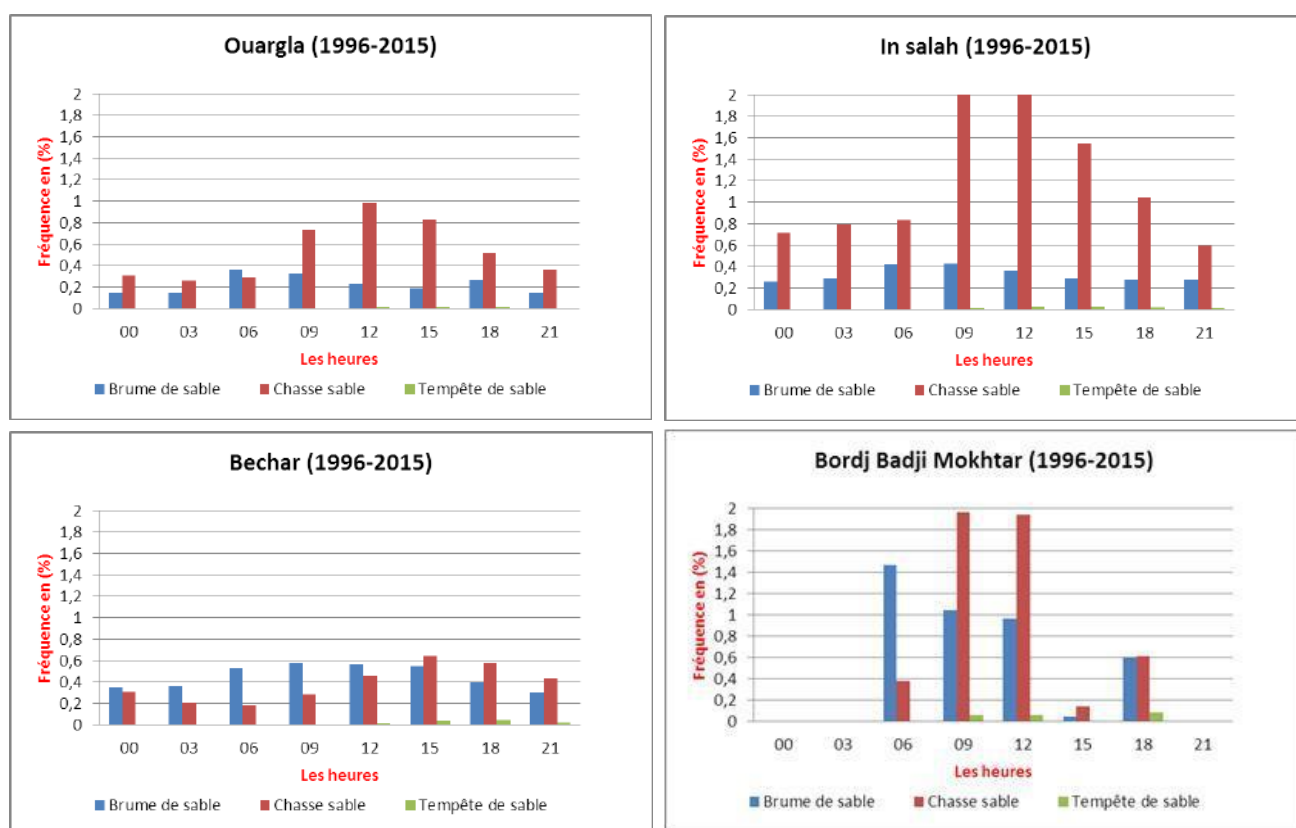 Ouargla (1996-2015)
Fréquence en (%)
2
1,8
1,6
1,4
1,2
1
0,8
0,6
0,4
0,2
0
00 03 06 09 12 15 18 21
Les heures
Brume de sable Chasse sable Tempête de sable
In salah (1996-2015)
Fréquence en (%)
2
1,8
1,6
1,4
1,2
1
0,8
0,6
0,4
0,2
0
00 03 06 09 12 15 18 21
Les heures
Brume de sable Chasse sable Tempête de sable
Bechar (1996-2015)
Fréquence en (%)
2
1,8
1,6
1,4
1,2
1
0,8
0,6
0,4
0,2
0
00 03 06 09 12 15 18 21
Les heures
Brume de sable Chasse sable Tempête de sable
Bordj Badji Mokhtar (1996-2015)
Fréquence en (%)
2
1,8
1,6
1,4
1,2
1
0,8
0,6
0,4
0,2
0
00 03 06 09 12 15 18 21
Les heures
Brume de sable Chasse sable Tempête de sable